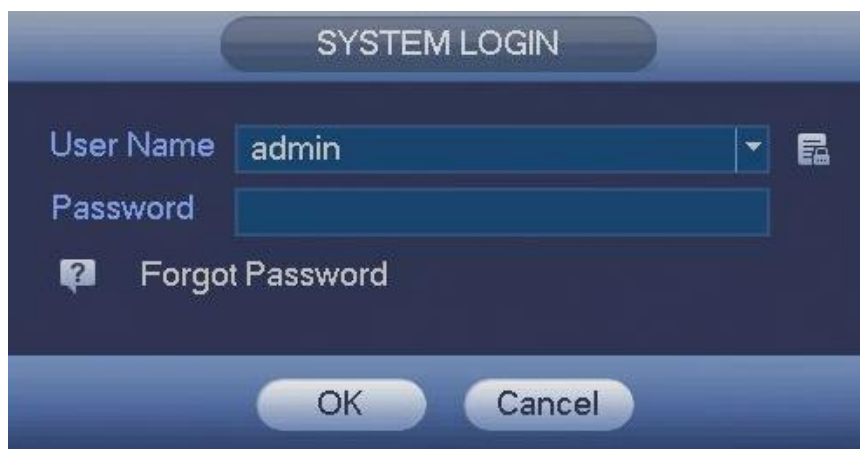 SYSTEM LOGIN
User Name admin
Password
? Forgot Password
OK Cancel